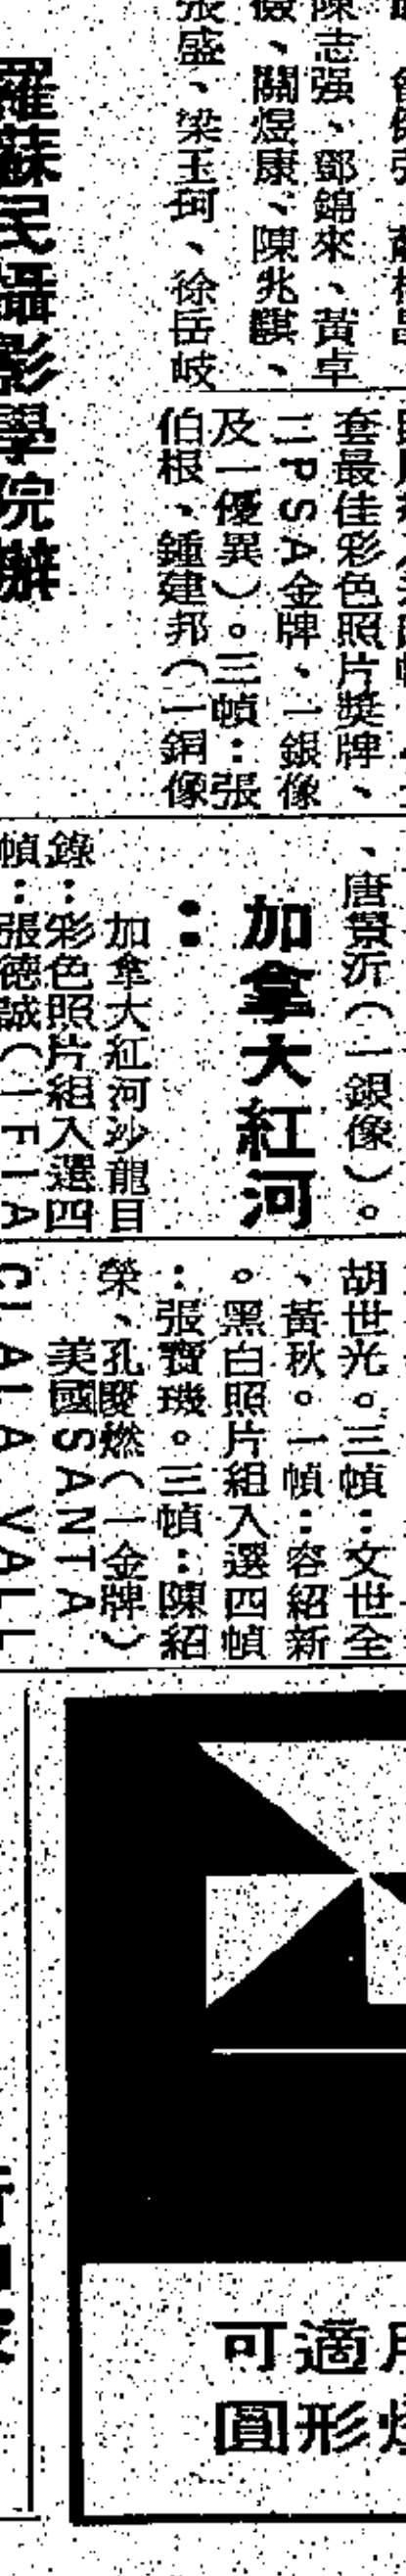 陳志强、鄧錦來、黃卓
儉、關煜康、陳兆麒、
張盛、梁玉珂、徐岳岐
套最佳彩色照片獎牌、
一PSA金牌、一銀像
及一優異）。三幀：張
伯根、鍾建邦（一銅像
、唐景沂（一銀像）。
加拿大紅河
：
加拿大紅河沙龍目
錄：彩色照片組入選四
幀：張德誠（一FIA
胡世光。三幀：文世全
、黃秋。一幀：容紹新
。黑白照片組入選四幀
：張寶璣。三幀：陳紹
榮、孔慶燃（一金牌）
美國SANTA
CLALA VALL
羅蘇民攝影學院辦
可適用
圓形